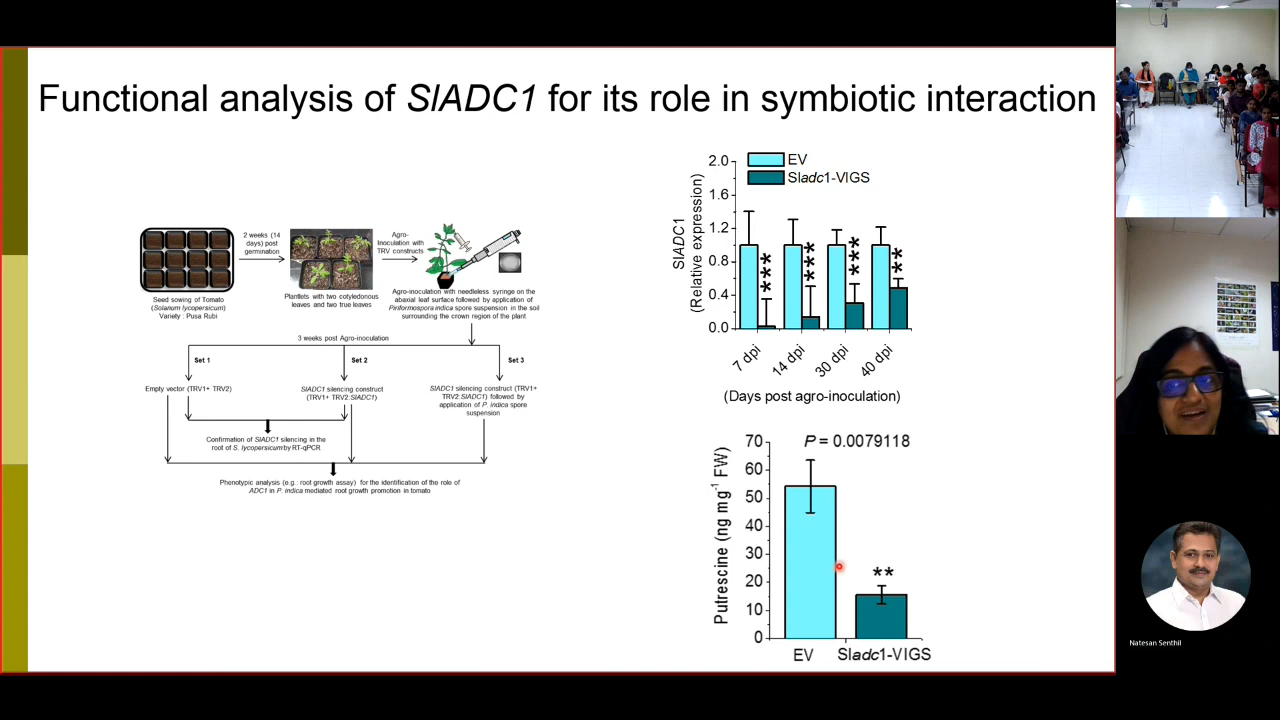 Functional analysis of SlADC1 for its role in symbiotic interaction
2 weeks (14
days) post
germination
Agro-
Inoculation with
TRV constructs
Seed sowing of Tomato
(Solanum lycopersicum)
Variety : Pusa Rubi
Plantlets with two cotyledonous
leaves and two true leaves
Agro-inoculation with needleless syringe on the
abaxial leaf surface followed by application of
Piriformospora indica spore suspension in the soil
surrounding the crown region of the plant
3 weeks post Agro-inoculation
Set 1
Set 2
Set 3
Empty vector (TRV1+ TRV2)
SlADC1 silencing construct
(TRV1+ TRV2:SlADC1)
SlADC1 silencing construct (TRV1+
TRV2:SlADC1) followed by
application of P. indica spore
suspension
Confirmation of SlADC1 silencing in the
root of S. lycopersicum by RT-qPCR
Phenotypic analysis (e.g.: root growth assay) for the identification of the role of
ADC1 in P. indica mediated root growth promotion in tomato
EV
Sladc1-VIGS
SlADC1
(Relative expression)
2.0
1.6
1.2
0.8
0.4
0.0
***
***
***
**
7 dpi
14 dpi
30 dpi
40 dpi
(Days post agro-inoculation)
P = 0.0079118
Putrescine (ng mg-1 FW)
70
60
50
40
30
20
10
0
**
EV
Sladc1-VIGS
Natesan Senthil